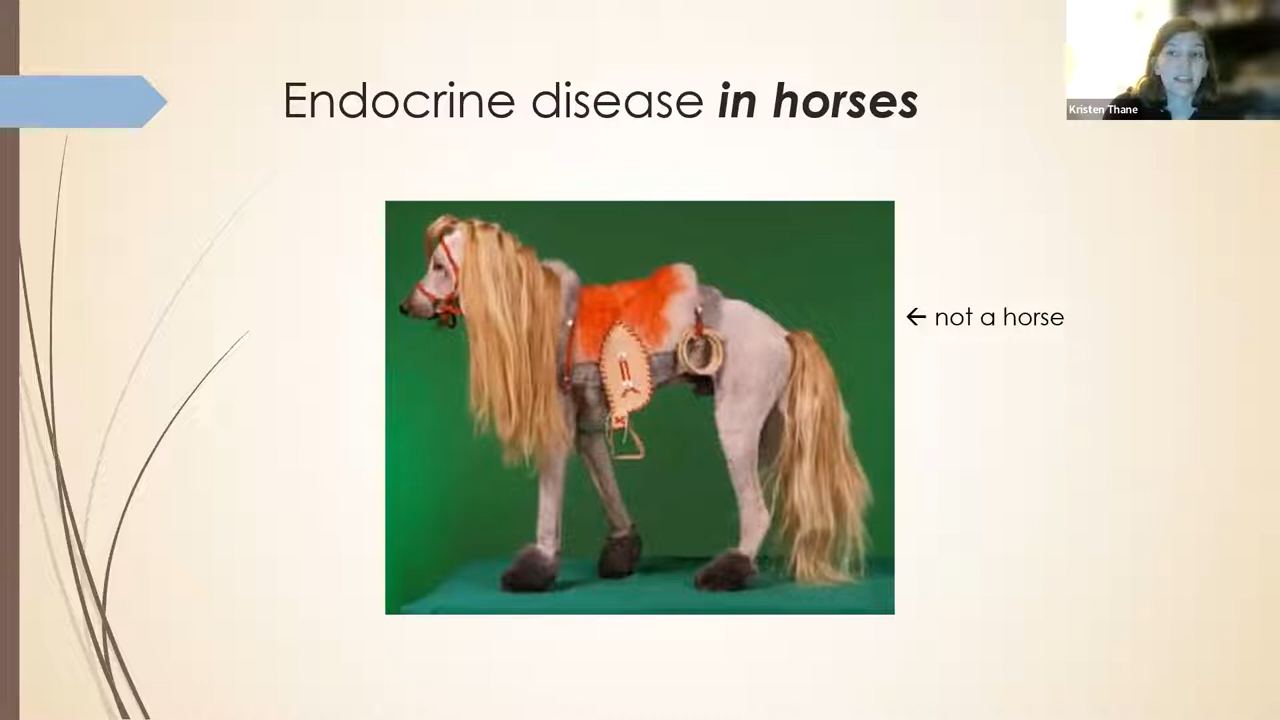 Endocrine disease in horses
Kristen Thane
← not a horse